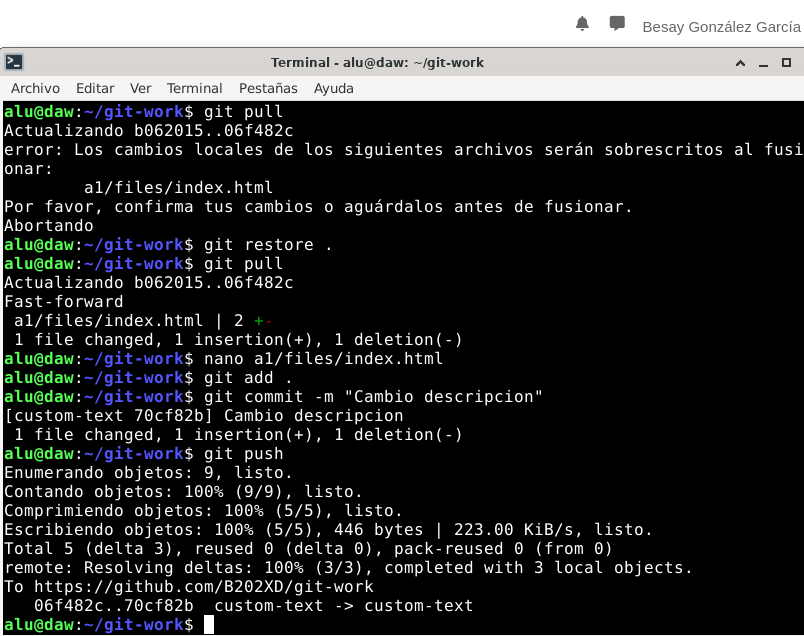 Besay González García
Terminal - alu@daw: ~/git-work
Archivo Editar Ver Terminal Pestañas Ayuda
alu@daw:~/git-work$ git pull
Actualizando b062015..06f482c
error: Los cambios locales de los siguientes archivos serán sobrescritos al fusi
onar:
        a1/files/index.html
Por favor, confirma tus cambios o aguárdalos antes de fusionar.
Abortando
alu@daw:~/git-work$ git restore .
alu@daw:~/git-work$ git pull
Actualizando b062015..06f482c
Fast-forward
 a1/files/index.html | 2 +-
 1 file changed, 1 insertion(+), 1 deletion(-)
alu@daw:~/git-work$ nano a1/files/index.html
alu@daw:~/git-work$ git add .
alu@daw:~/git-work$ git commit -m "Cambio descripcion"
[custom-text 70cf82b] Cambio descripcion
 1 file changed, 1 insertion(+), 1 deletion(-)
alu@daw:~/git-work$ git push
Enumerando objetos: 9, listo.
Contando objetos: 100% (9/9), listo.
Comprimiendo objetos: 100% (5/5), listo.
Escribiendo objetos: 100% (5/5), 446 bytes | 223.00 KiB/s, listo.
Total 5 (delta 3), reused 0 (delta 0), pack-reused 0 (from 0)
remote: Resolving deltas: 100% (3/3), completed with 3 local objects.
To https://github.com/B202XD/git-work
   06f482c..70cf82b  custom-text -> custom-text
alu@daw:~/git-work$